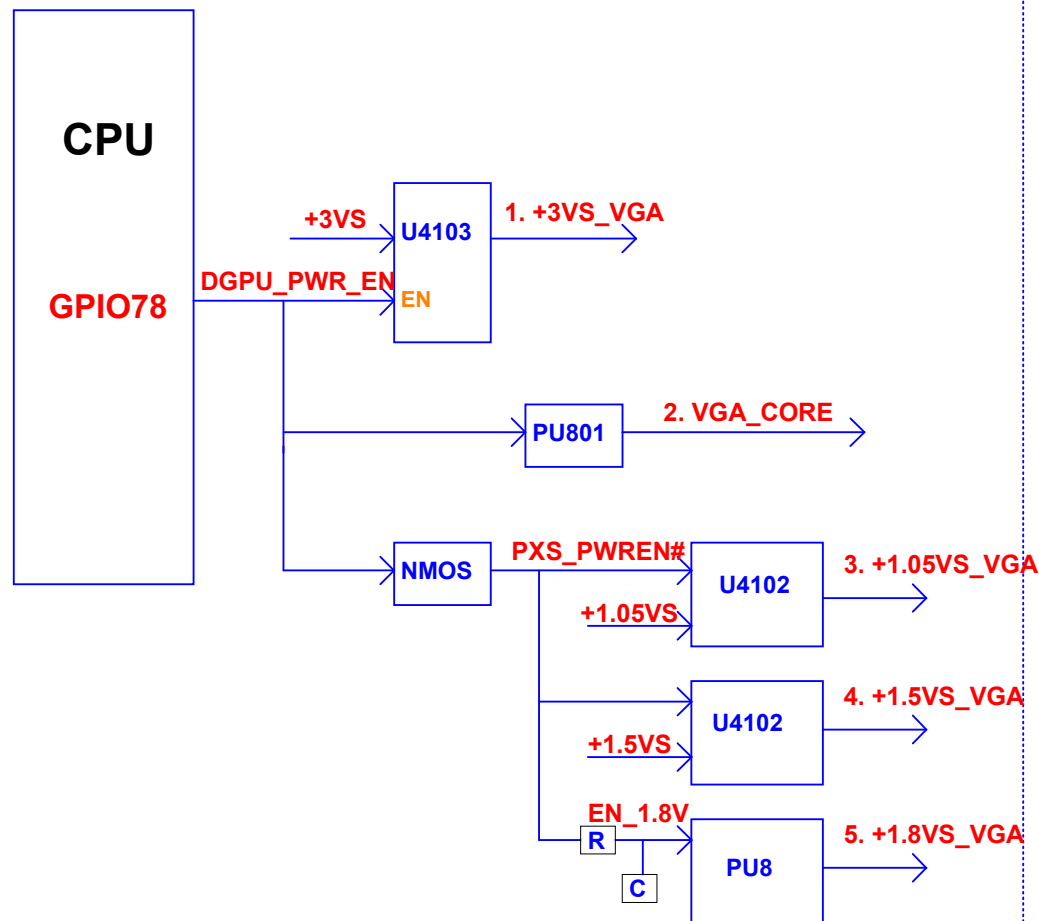 CPU
GPIO78
+3VS
U4103
1. +3VS_VGA
DGPU_PWR_EN
EN
2. VGA_CORE
PU801
NMOS
PXS_PWREN#
U4102
3. +1.05VS_VGA
+1.05VS
U4102
4. +1.5VS_VGA
+1.5VS
EN_1.8V
R
C
PU8
5. +1.8VS_VGA